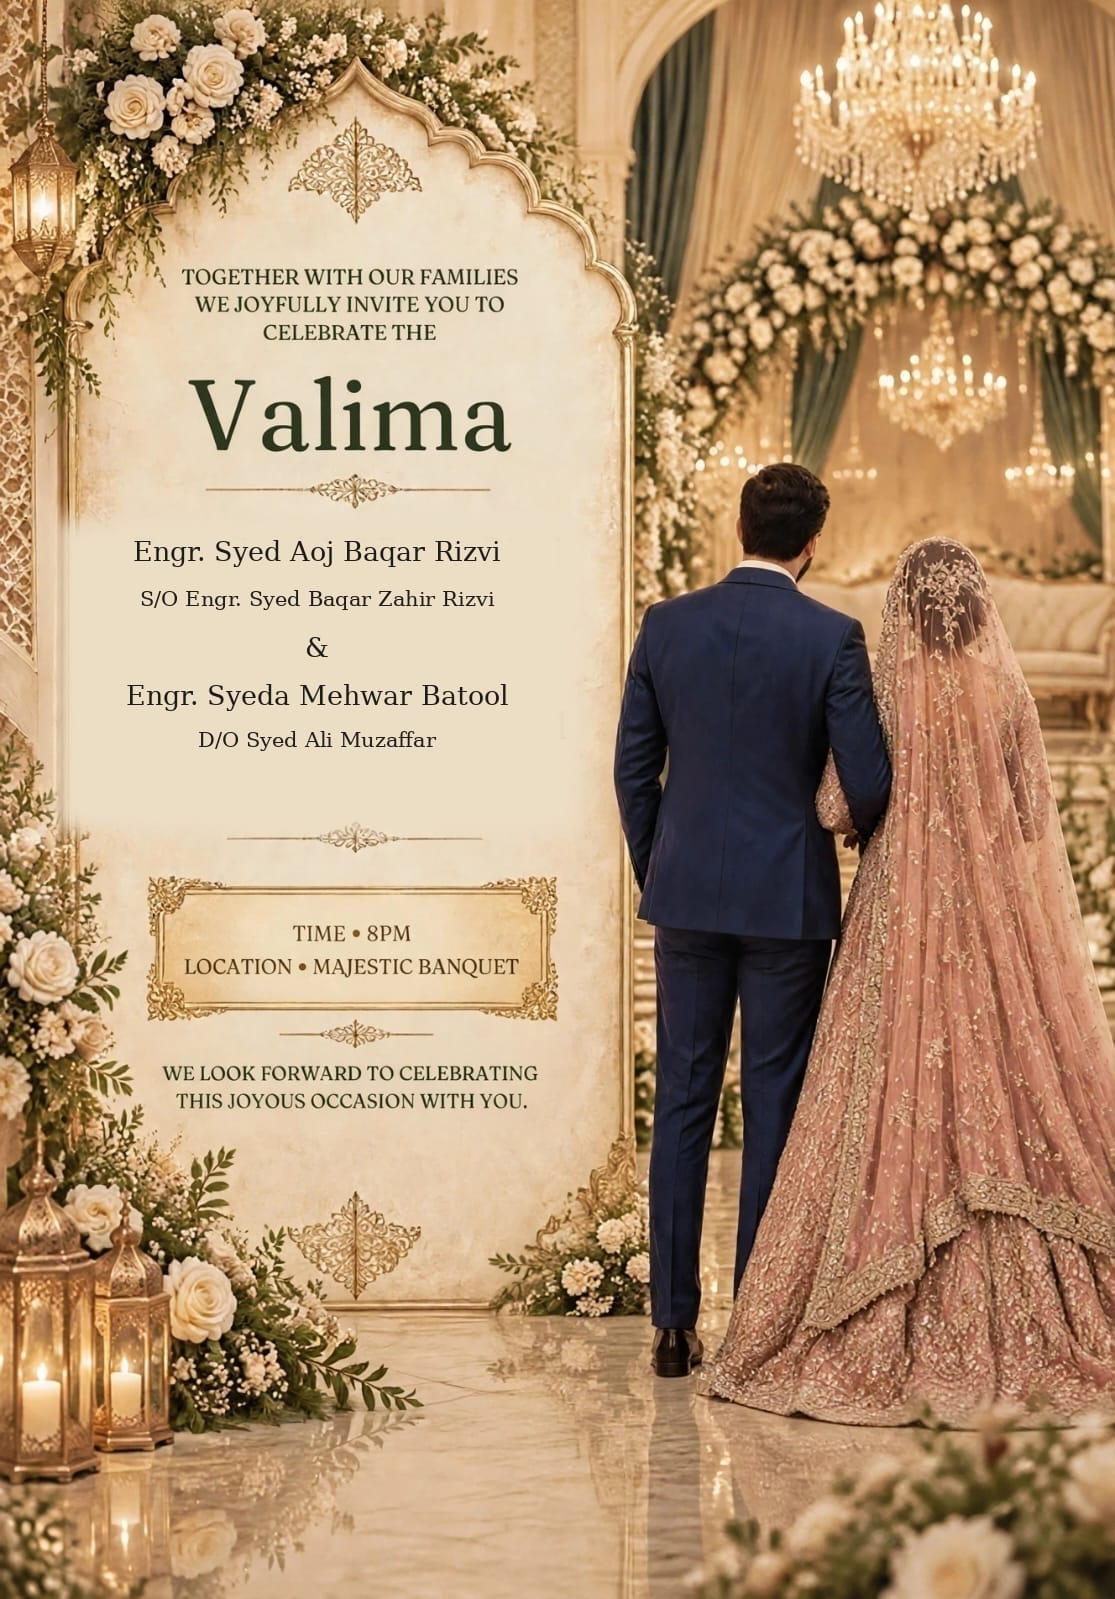 TOGETHER WITH OUR FAMILIES
WE JOYFULLY INVITE YOU TO
CELEBRATE THE
Valima
Engr. Syed Aoj Baqar Rizvi
S/O Engr. Syed Baqar Zahir Rizvi
&
Engr. Syeda Mehwar Batool
D/O Syed Ali Muzaffar
TIME • 8PM
LOCATION • MAJESTIC BANQUET
WE LOOK FORWARD TO CELEBRATING
THIS JOYOUS OCCASION WITH YOU.